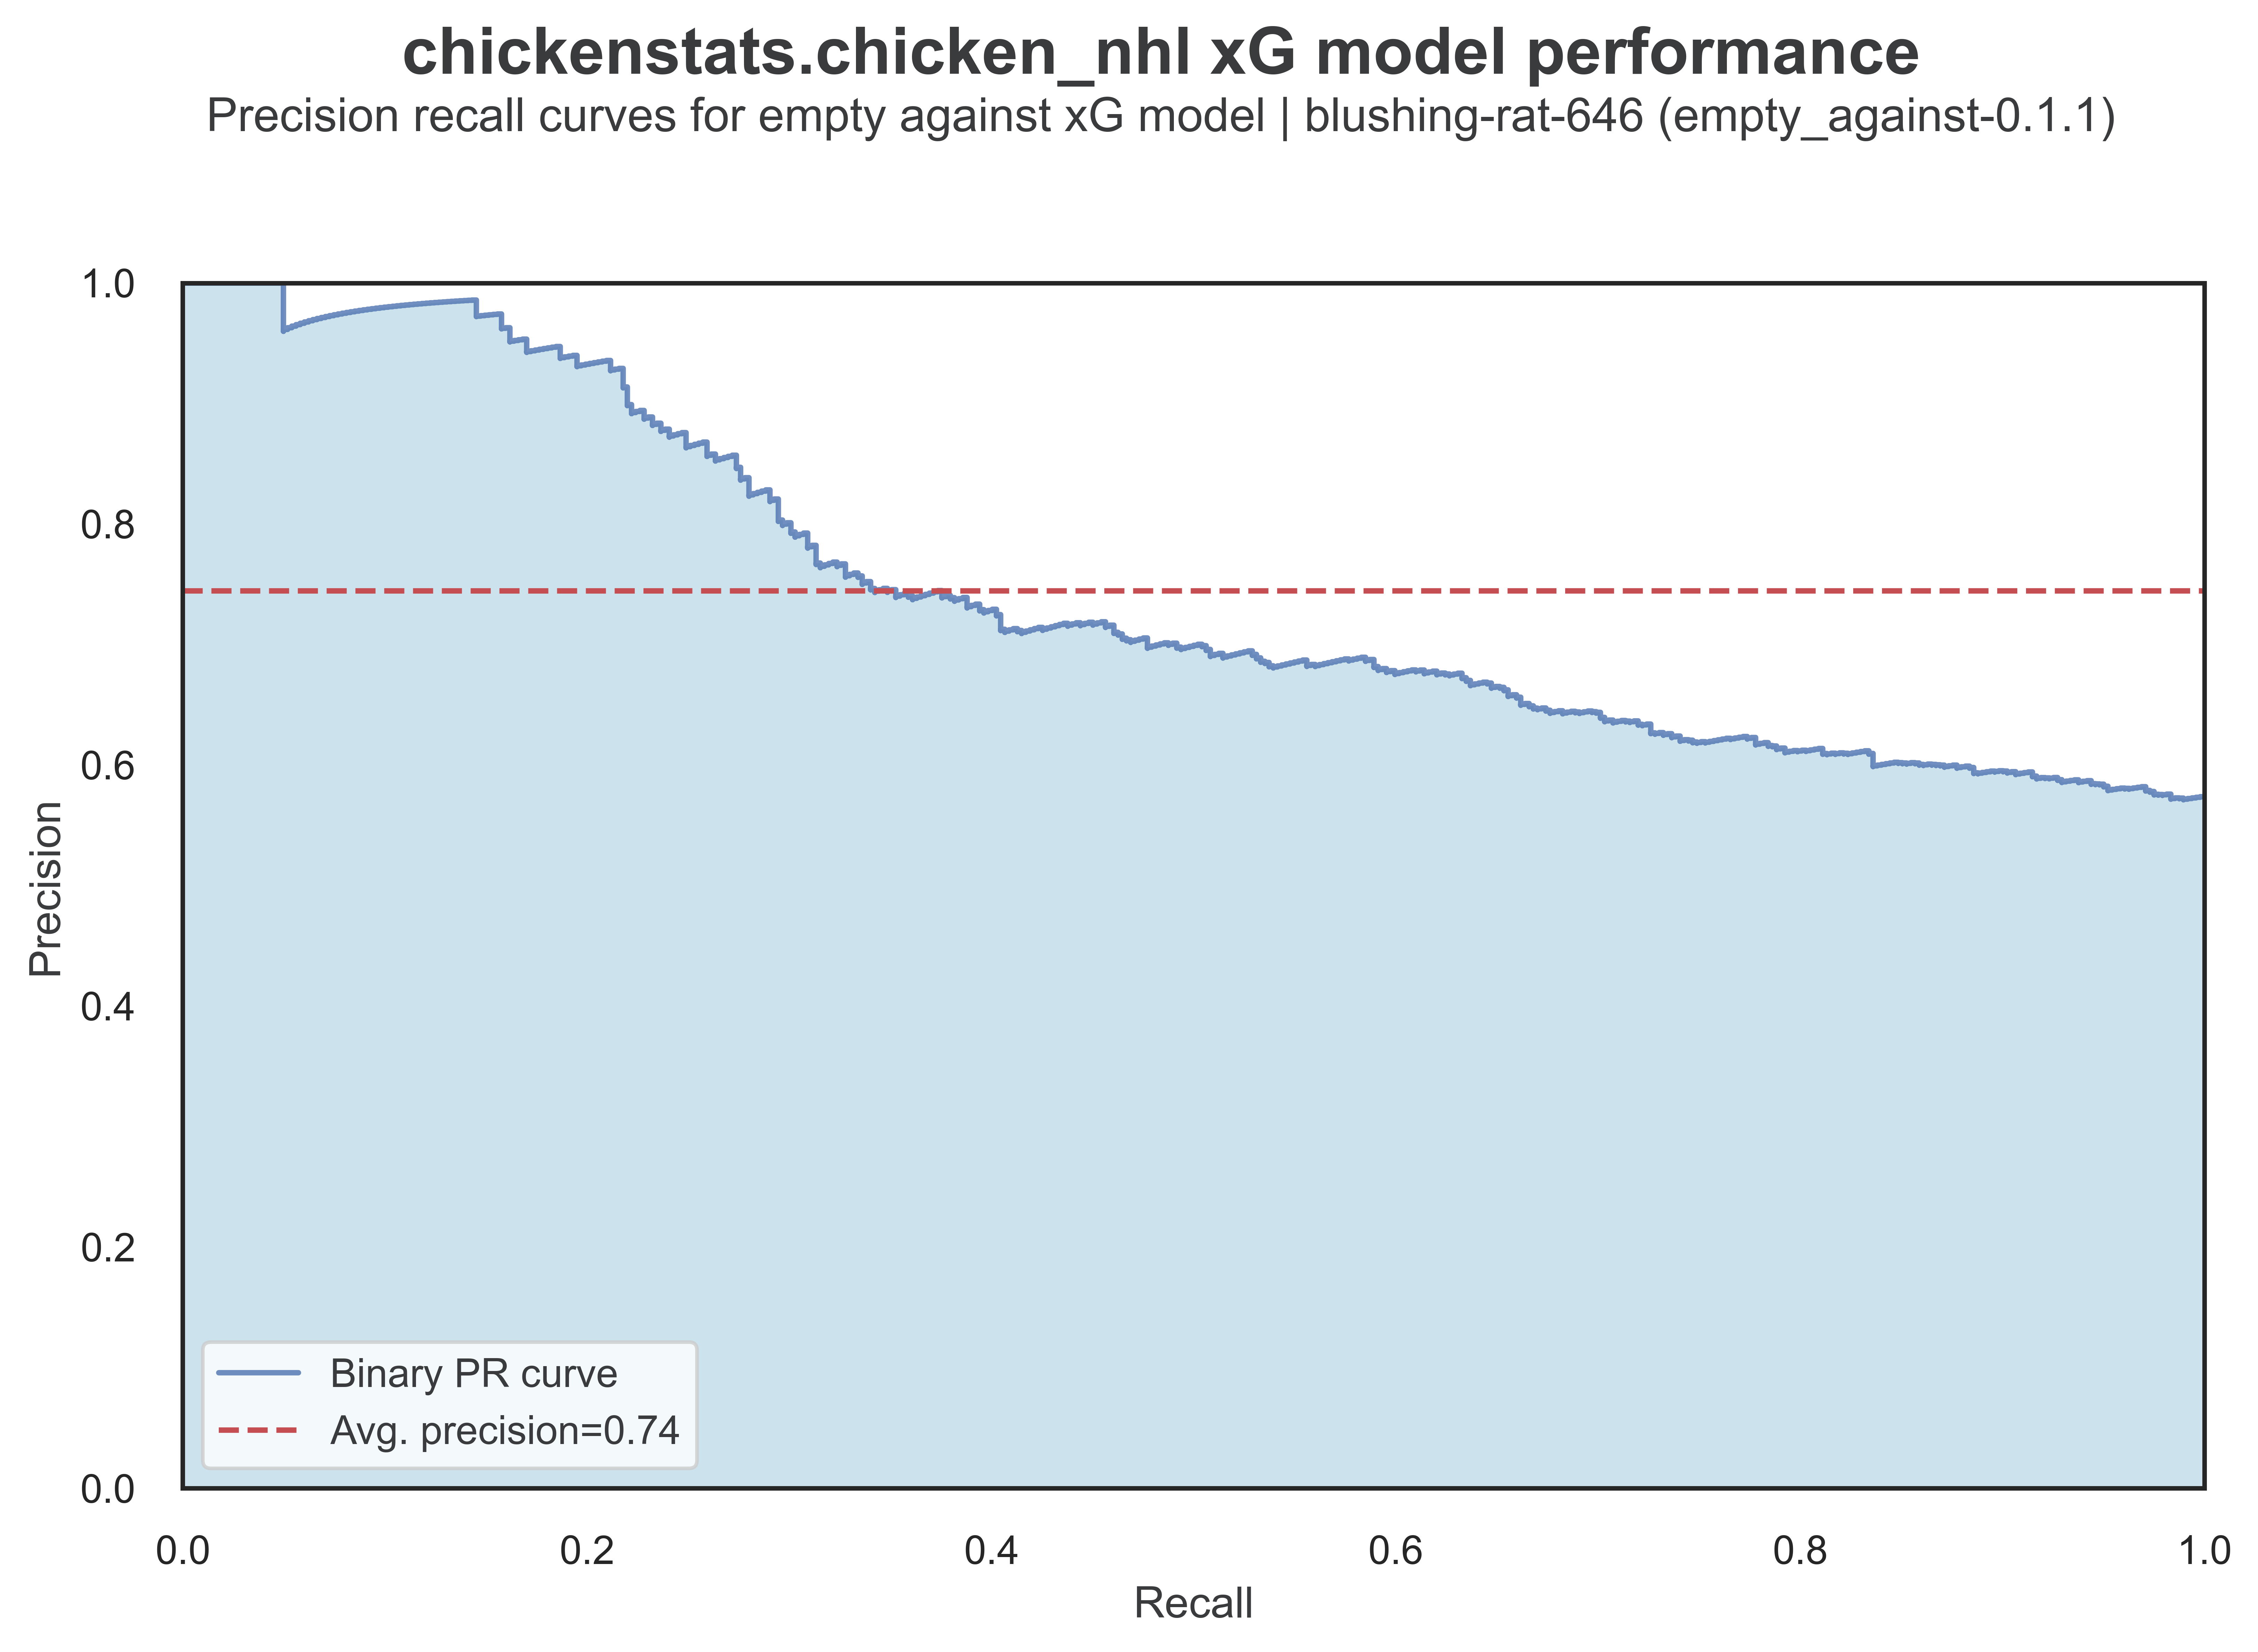 chickenstats.chicken_nhl xG model performance
Precision recall curves for empty against xG model | blushing-rat-646 (empty_against-0.1.1)
1.0
0.8
0.6
0.4
0.2
0.0
Precision
Binary PR curve
Avg. precision=0.74
0.0 0.2 0.4 0.6 0.8 1.0
Recall